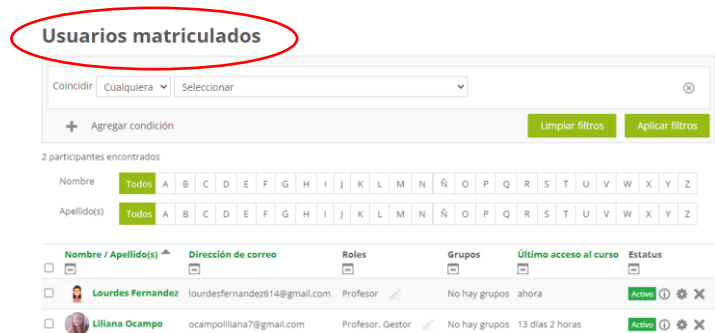 Usuarios matriculados
Coincidir Cualquiera Seleccionar
Agregar condición Limpiar filtros Aplicar filtros
2 participantes encontrados
Nombre Todos A B C D E F G H I J K L M N Ñ O P Q R S T U V W X Y Z
Apellido(s) Todos A B C D E F G H I J K L M N Ñ O P Q R S T U V W X Y Z
Nombre / Apellido(s) Dirección de correo Roles Grupos Último acceso al curso Estatus
Lourdes Fernandez lourdesfernandez614@gmail.com Profesor No hay grupos ahora Activo
Liliana Ocampo ocampoliliana7@gmail.com Profesor, Gestor No hay grupos 13 días 2 horas Activo